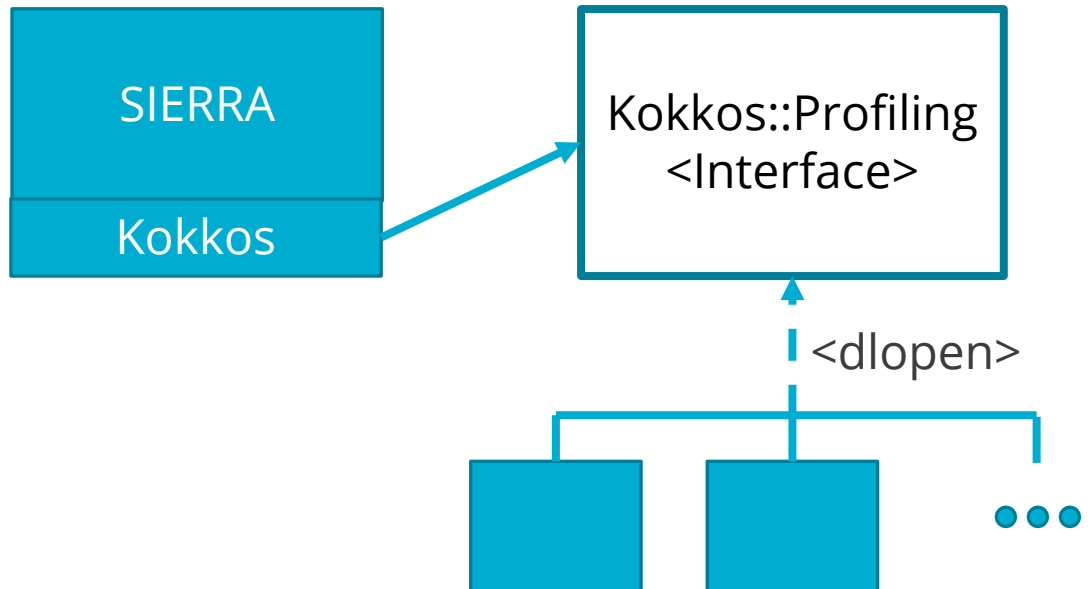 SIERRA
Kokkos
Kokkos::Profiling
<Interface>
<dlopen>